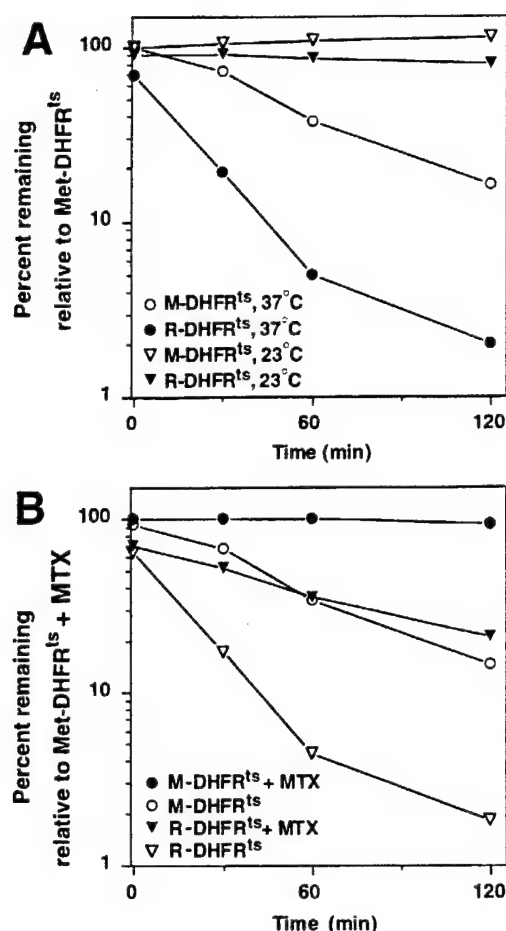 A
Percent remaining
relative to Met-DHFRts
100
10
1
○ M-DHFRts, 37°C
● R-DHFRts, 37°C
▽ M-DHFRts, 23°C
▼ R-DHFRts, 23°C
0 60 120
Time (min)
B
Percent remaining
relative to Met-DHFRts + MTX
100
10
1
● M-DHFRts + MTX
○ M-DHFRts
▼ R-DHFRts + MTX
▽ R-DHFRts
0 60 120
Time (min)